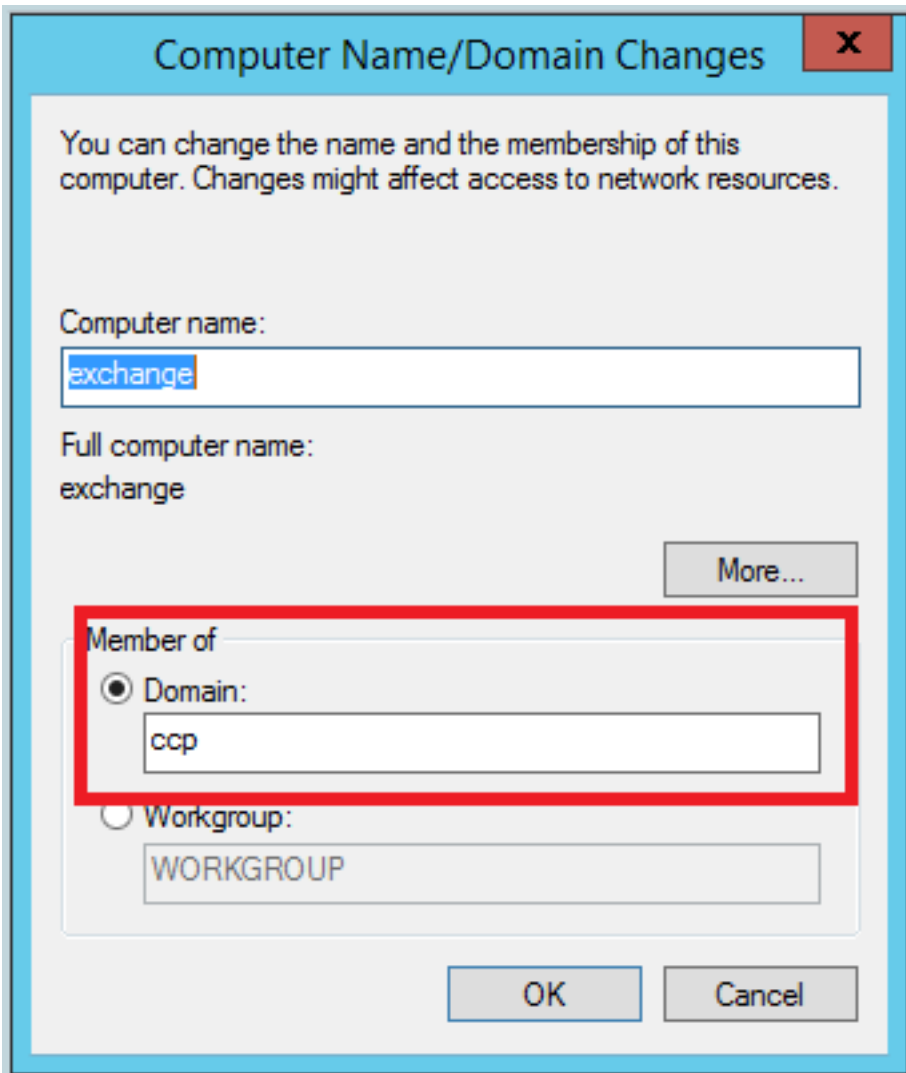 Computer Name/Domain Changes
x
You can change the name and the membership of this
computer. Changes might affect access to network resources.
Computer name:
exchange
Full computer name:
exchange
More...
Member of
Domain:
ccp
Workgroup:
WORKGROUP
OK
Cancel